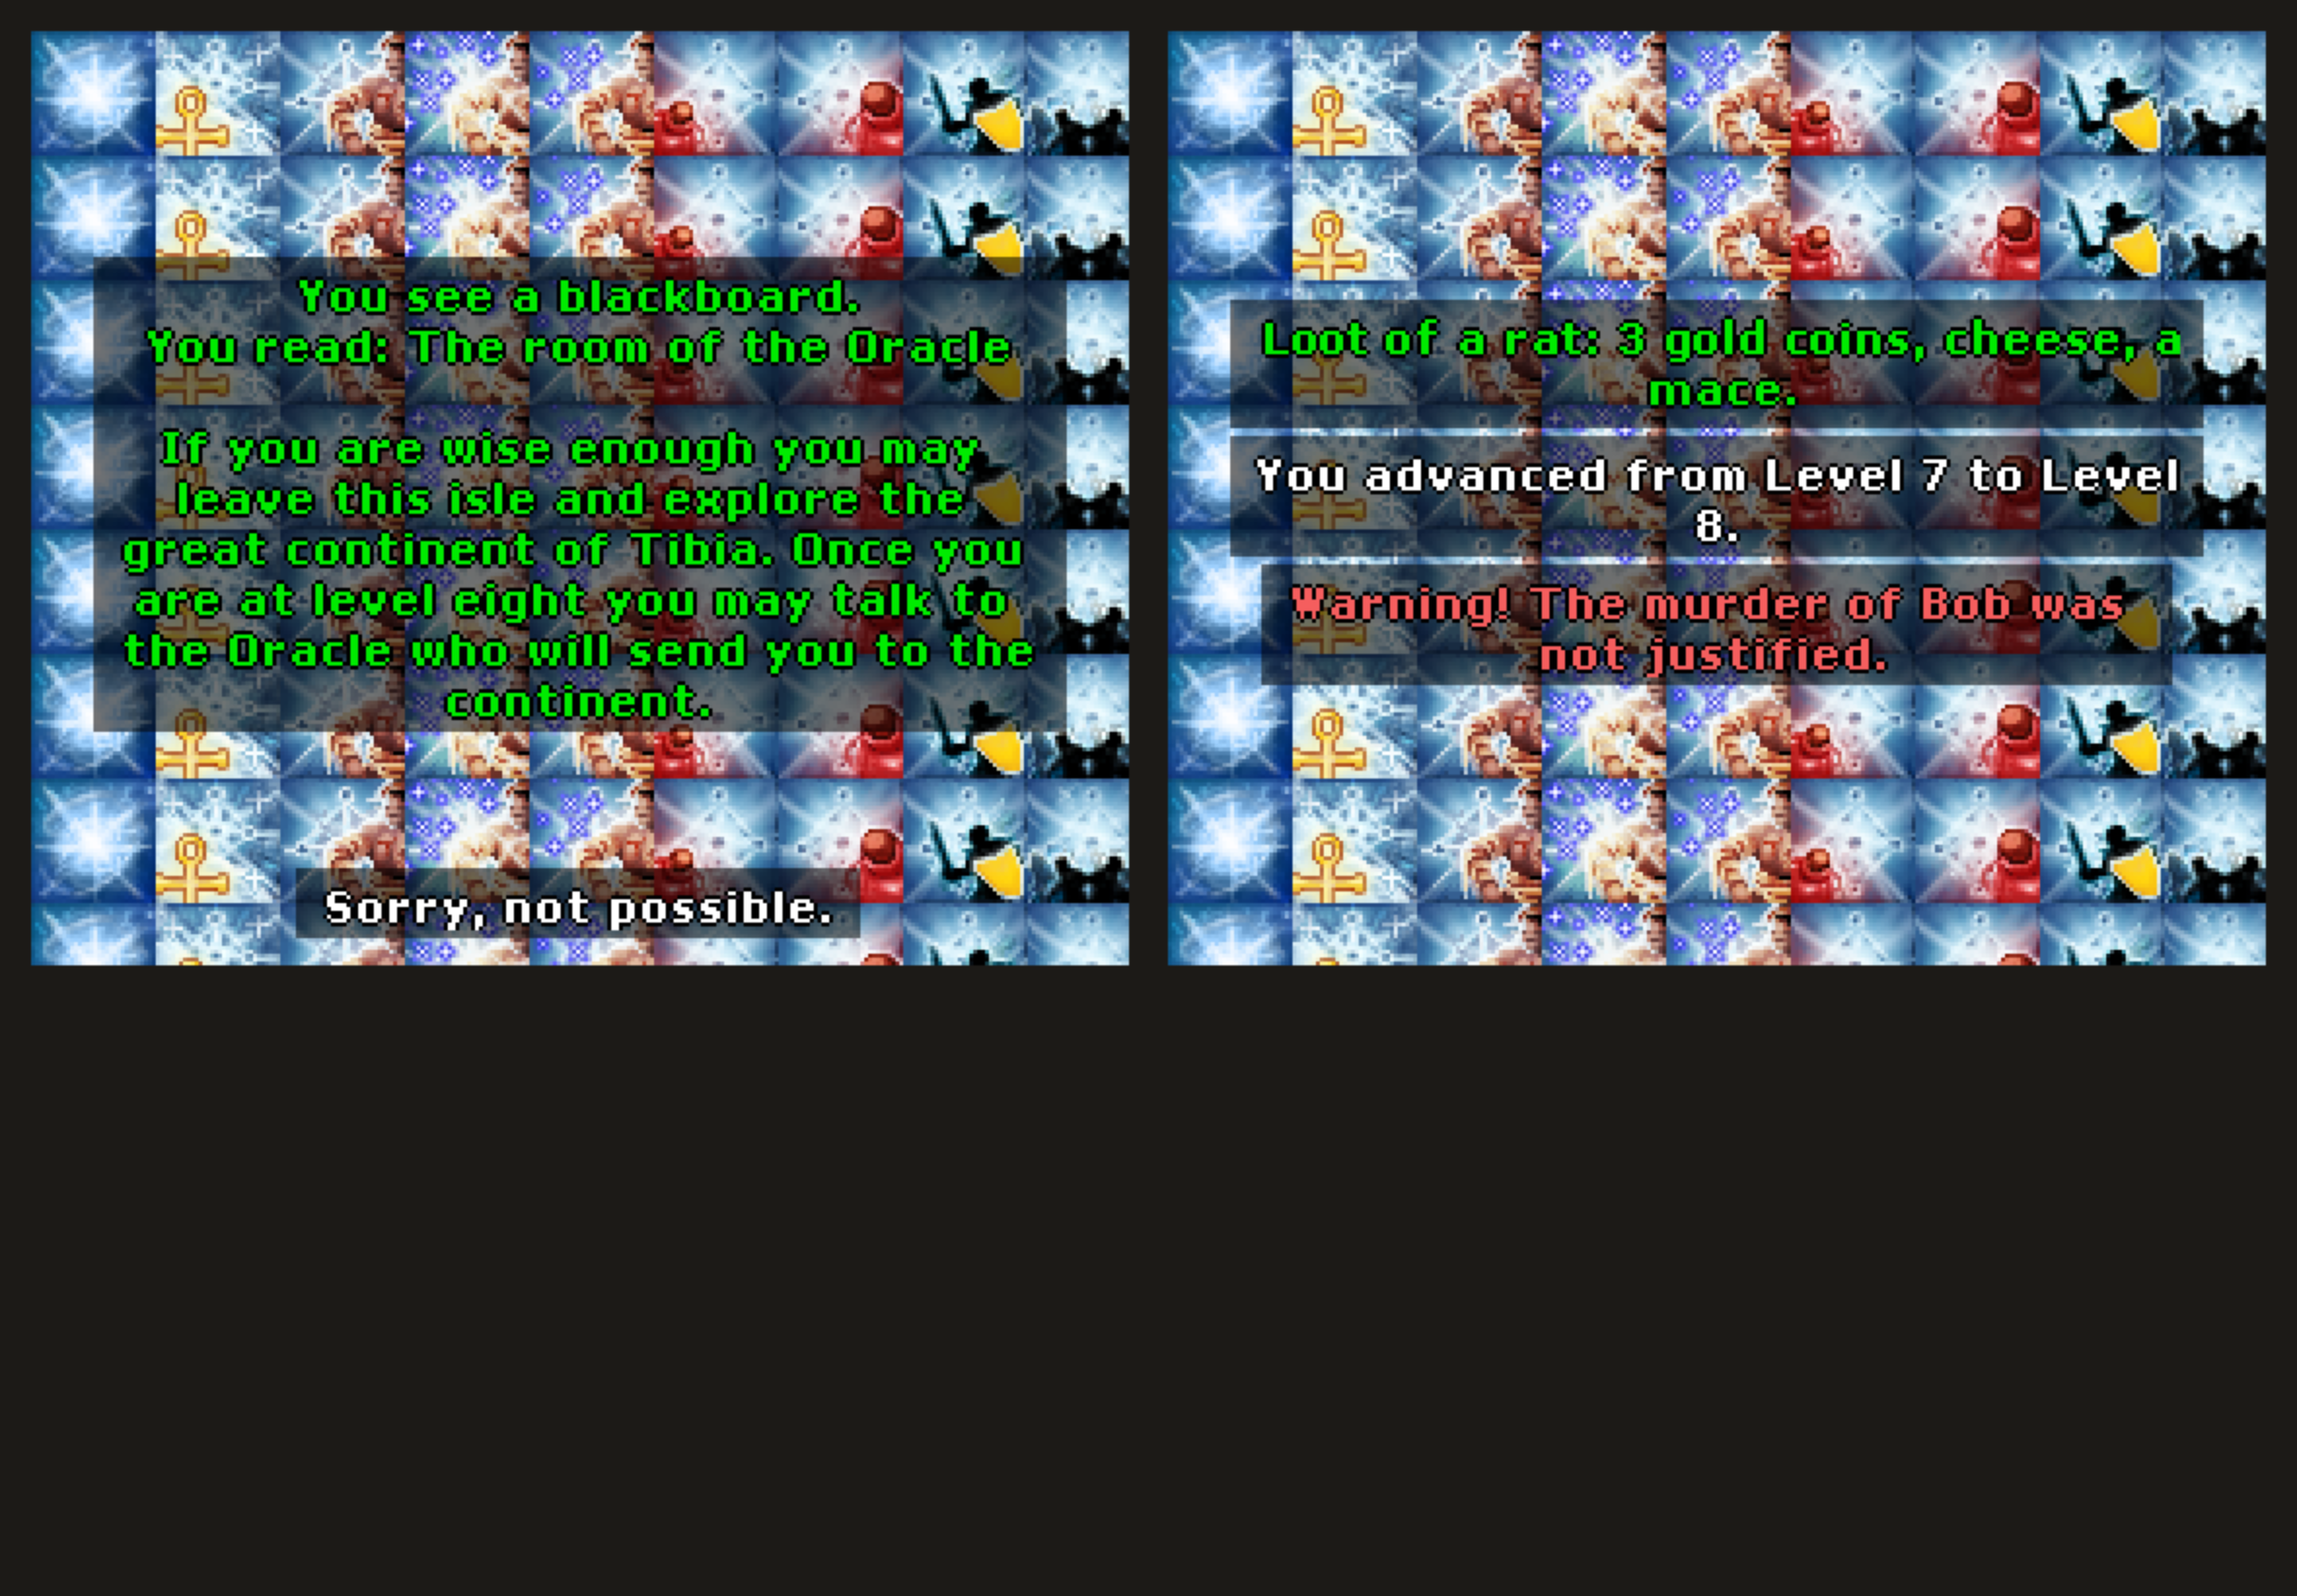 You see a blackboard.
You read: The room of the Oracle
If you are wise enough you may
leave this isle and explore the
great continent of Tibia. Once you
are at level eight you may talk to
the Oracle who will send you to the
continent.
Sorry, not possible.
Loot of a rat: 3 gold coins, cheese, a
mace.
You advanced from Level 7 to Level
8.
Warning! The murder of Bob was
not justified.